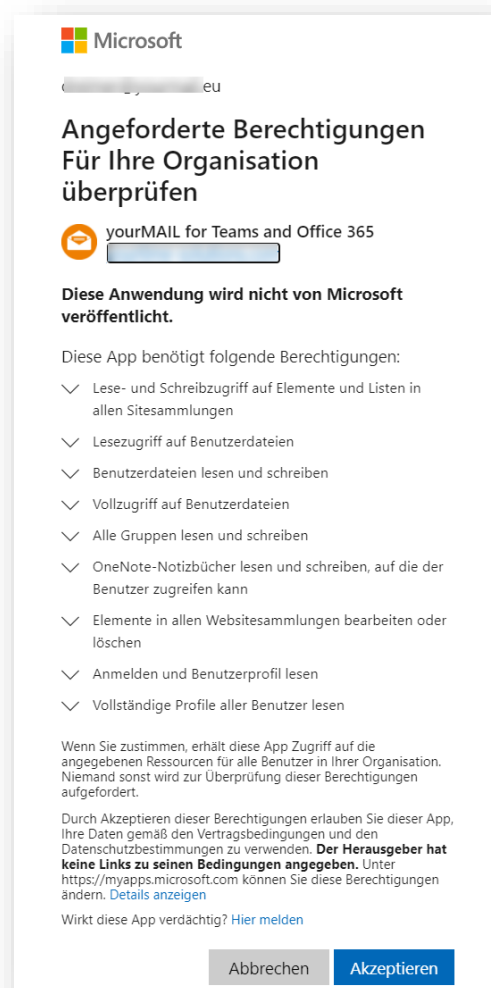 Microsoft
eu
Angeforderte Berechtigungen
Für Ihre Organisation
überprüfen
yourMAIL for Teams and Office 365
Diese Anwendung wird nicht von Microsoft
veröffentlicht.
Diese App benötigt folgende Berechtigungen:
Lese- und Schreibzugriff auf Elemente und Listen in
allen Sitesammlungen
Lesezugriff auf Benutzerdateien
Benutzerdateien lesen und schreiben
Vollzugriff auf Benutzerdateien
Alle Gruppen lesen und schreiben
OneNote-Notizbücher lesen und schreiben, auf die der
Benutzer zugreifen kann
Elemente in allen Websitesammlungen bearbeiten oder
löschen
Anmelden und Benutzerprofil lesen
Vollständige Profile aller Benutzer lesen
Wenn Sie zustimmen, erhält diese App Zugriff auf die
angegebenen Ressourcen für alle Benutzer in Ihrer Organisation.
Niemand sonst wird zur Überprüfung dieser Berechtigungen
aufgefordert.
Durch Akzeptieren dieser Berechtigungen erlauben Sie dieser App,
Ihre Daten gemäß den Vertragsbedingungen und den
Datenschutzbestimmungen zu verwenden. Der Herausgeber hat
keine Links zu seinen Bedingungen angegeben. Unter
https://myapps.microsoft.com können Sie diese Berechtigungen
ändern. Details anzeigen
Wirkt diese App verdächtig? Hier melden
Abbrechen Akzeptieren